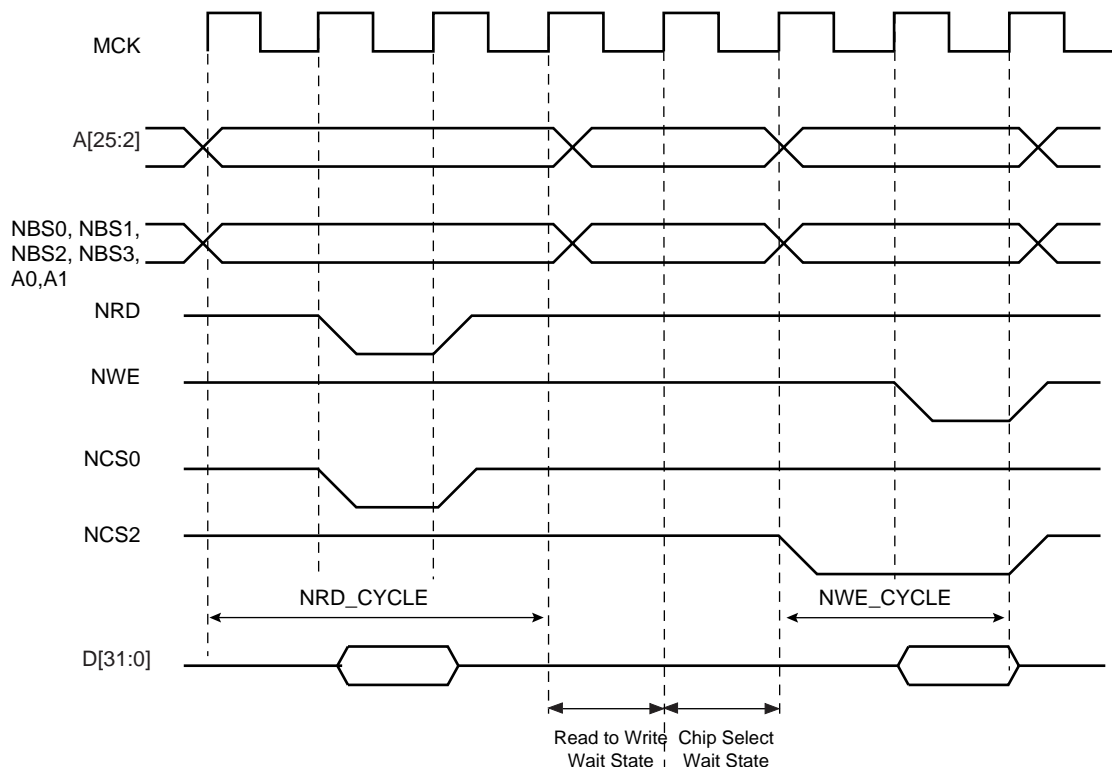 MCK
A[25:2]
NBS0, NBS1,
NBS2, NBS3,
A0,A1
NRD
NWE
NCS0
NCS2
NRD_CYCLE
NWE_CYCLE
D[31:0]
Read to Write
Wait State
Chip Select
Wait State